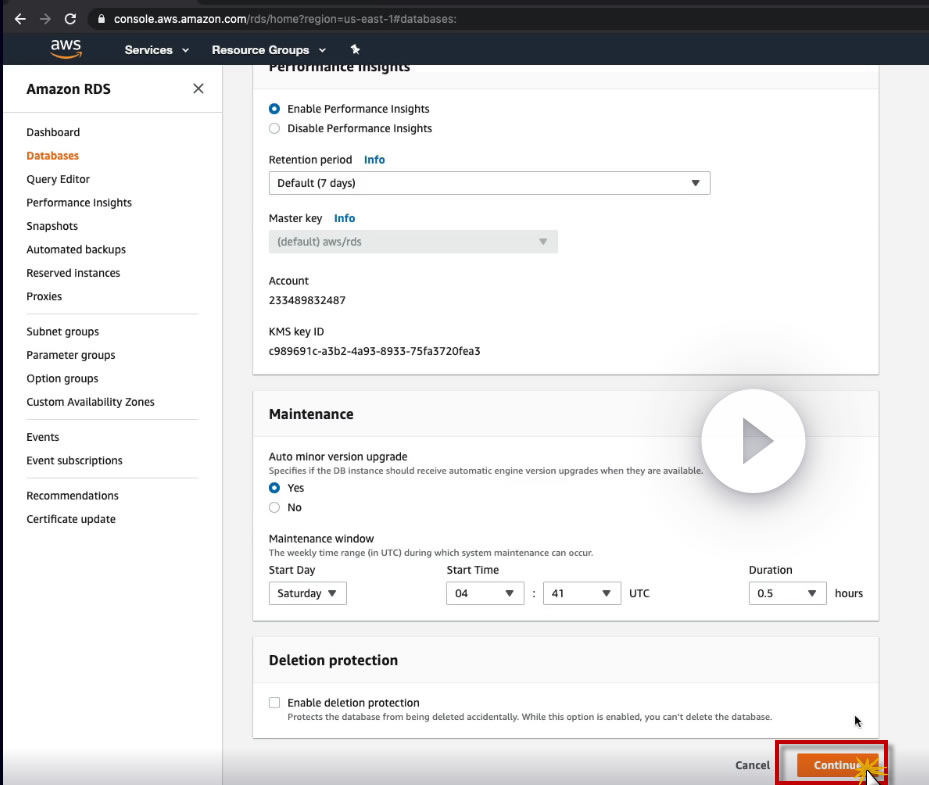 console.aws.amazon.com/rds/home?region=us-east-1#databases:
aws
Services
Resource Groups
Amazon RDS
Dashboard
Databases
Query Editor
Performance Insights
Snapshots
Automated backups
Reserved instances
Proxies
Subnet groups
Parameter groups
Option groups
Custom Availability Zones
Events
Event subscriptions
Recommendations
Certificate update
Performance Insights
Enable Performance Insights
Disable Performance Insights
Retention period Info
Default (7 days)
Master key Info
(default) aws/rds
Account
233489832487
KMS key ID
c989691c-a3b2-4a93-8933-75fa3720fea3
Maintenance
Auto minor version upgrade
Specifies if the DB instance should receive automatic engine version upgrades when they are available.
Yes
No
Maintenance window
The weekly time range (in UTC) during which system maintenance can occur.
Start Day Start Time Duration
Saturday 04 : 41 UTC 0.5 hours
Deletion protection
Enable deletion protection
Protects the database from being deleted accidentally. While this option is enabled, you can't delete the database.
Cancel Continue